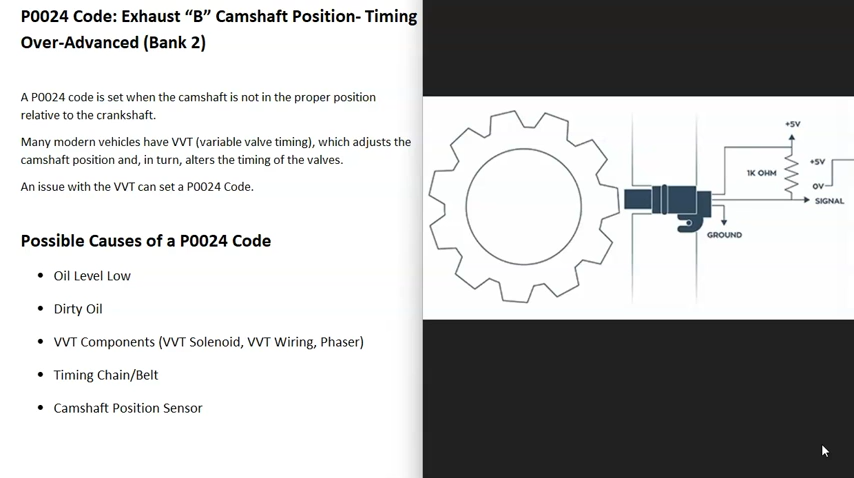 P0024 Code: Exhaust “B” Camshaft Position- Timing
Over-Advanced (Bank 2)
A P0024 code is set when the camshaft is not in the proper position
relative to the crankshaft.
Many modern vehicles have VVT (variable valve timing), which adjusts the
camshaft position and, in turn, alters the timing of the valves.
An issue with the VVT can set a P0024 Code.
Possible Causes of a P0024 Code
• Oil Level Low
• Dirty Oil
• VVT Components (VVT Solenoid, VVT Wiring, Phaser)
• Timing Chain/Belt
• Camshaft Position Sensor
+5V
+5V
1K OHM
0V
SIGNAL
GROUND